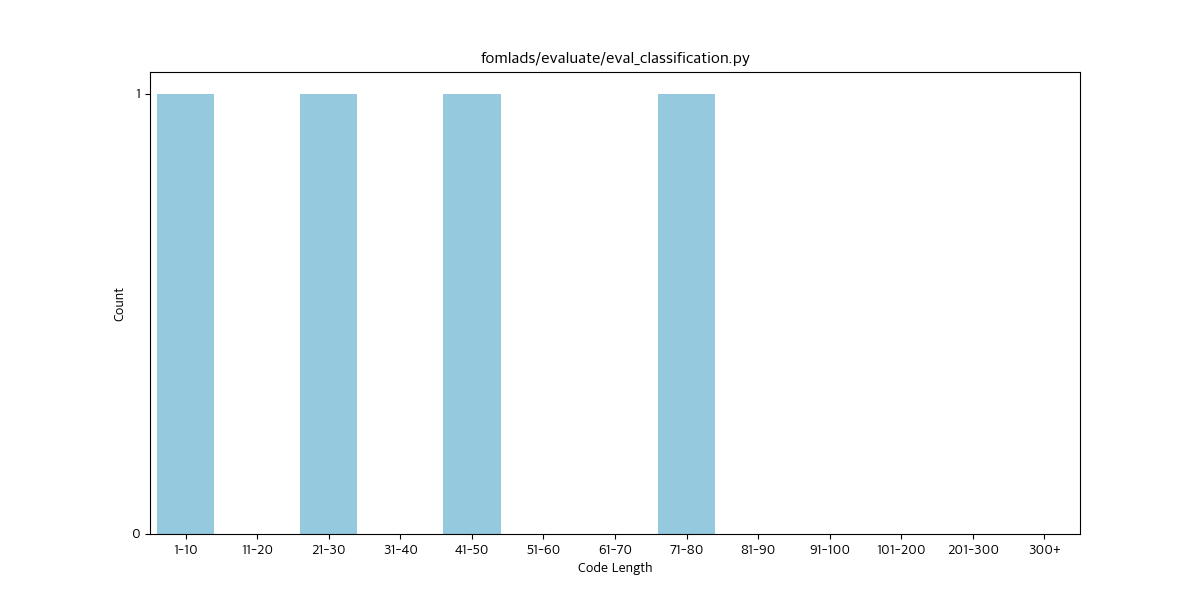 fomlads/evaluate/eval_classification.py
1
Count
0
1-10 11-20 21-30 31-40 41-50 51-60 61-70 71-80 81-90 91-100 101-200 201-300 300+
Code Length